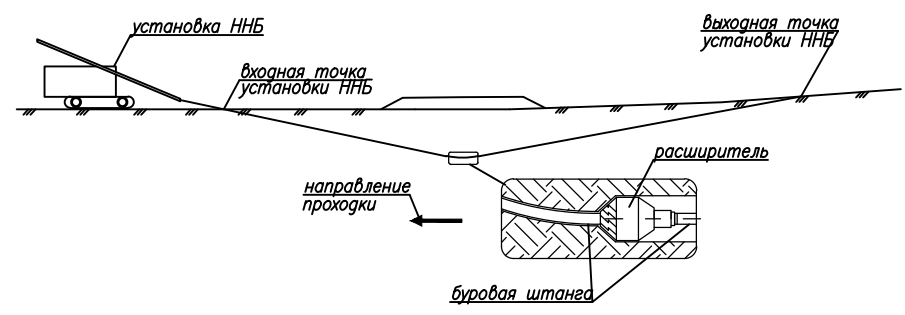 установка ННБ
выходная точка
установки ННБ
входная точка
установки ННБ
расширитель
направление
проходки
буровая штанга